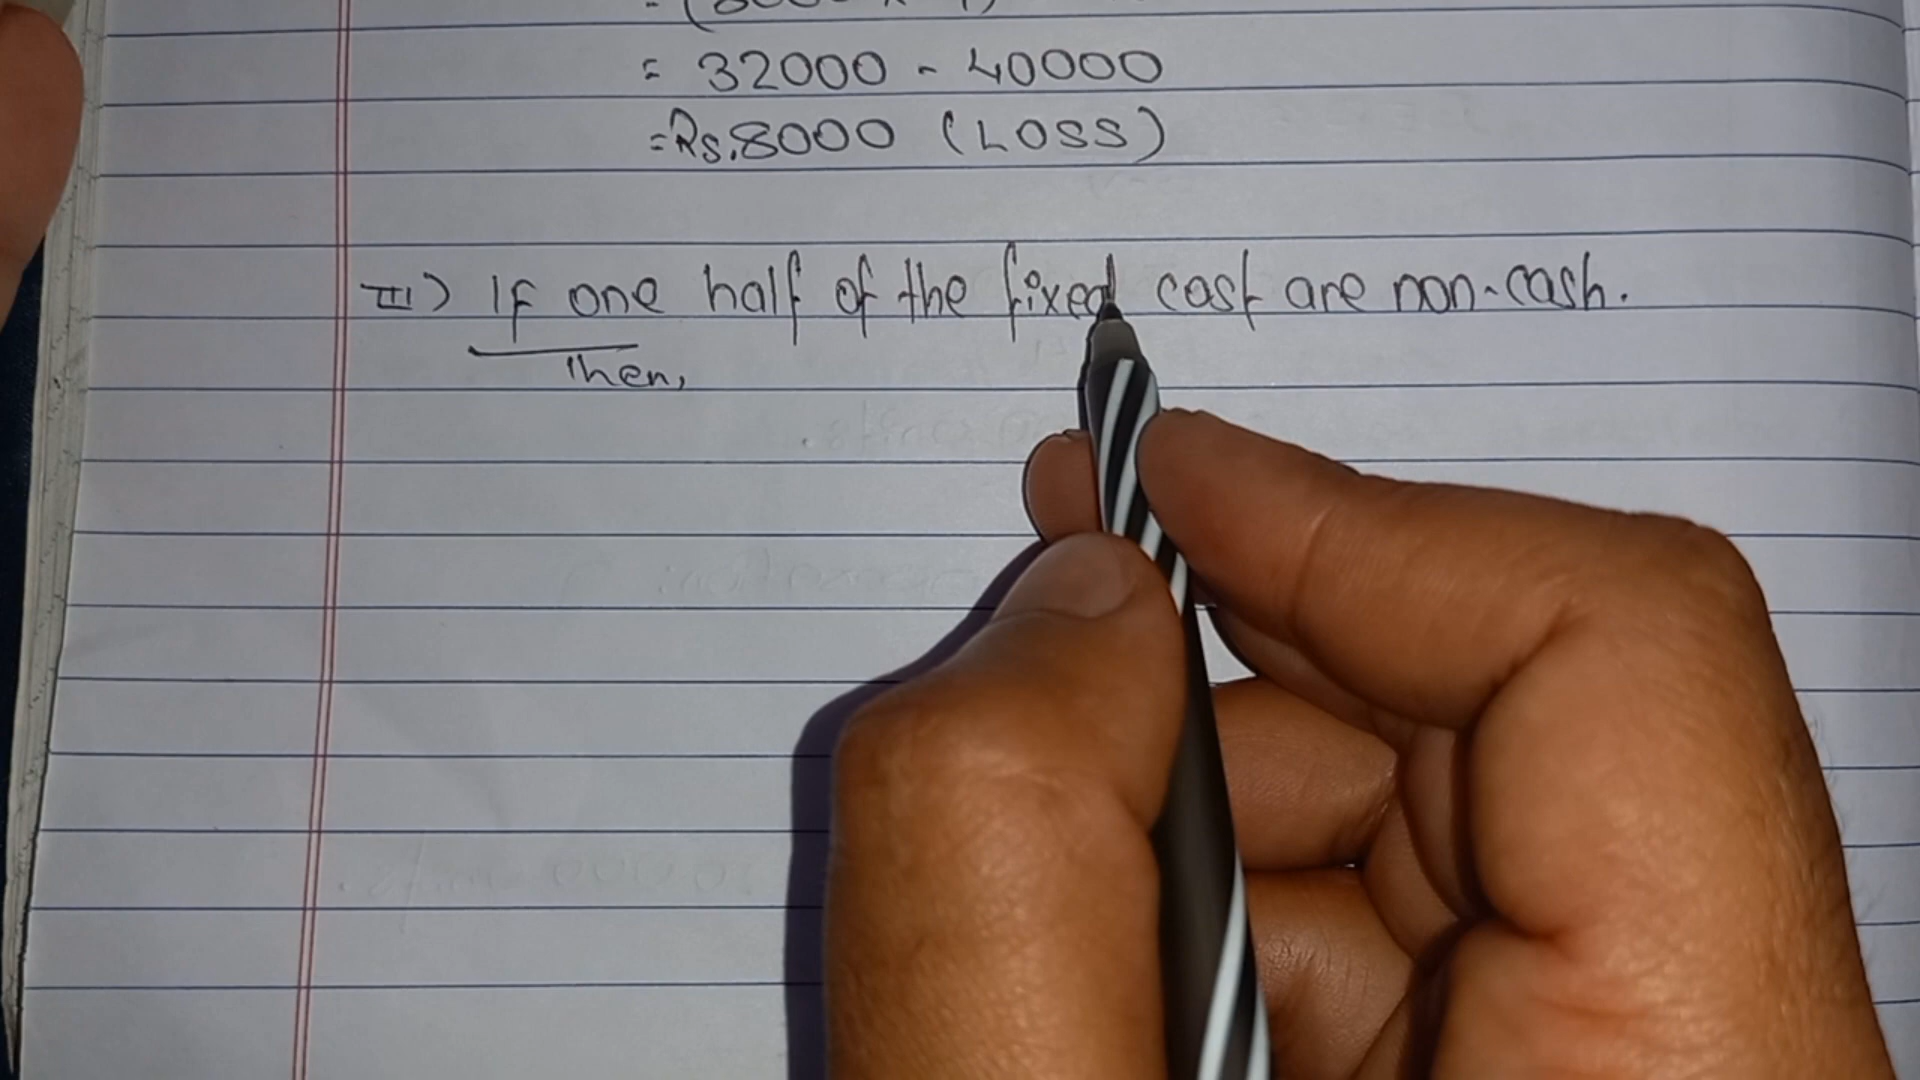 = 32000 - 40000
= Rs.8000 (LOSS)
III) If one half of the fixed cost are non-cash.
then,